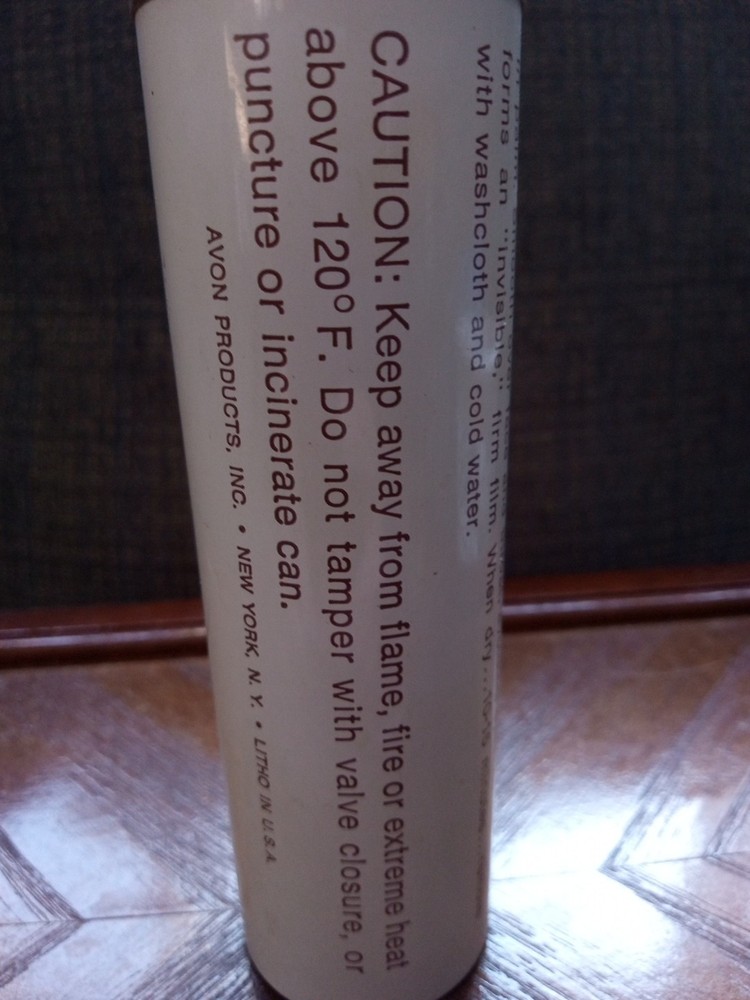 forms an "invisible," firm film. When dry...
with washcloth and cold water.
CAUTION: Keep away from flame, fire or extreme heat
above 120° F. Do not tamper with valve closure, or
puncture or incinerate can.
AVON PRODUCTS, INC. • NEW YORK, N.Y. • LITHO IN U.S.A.